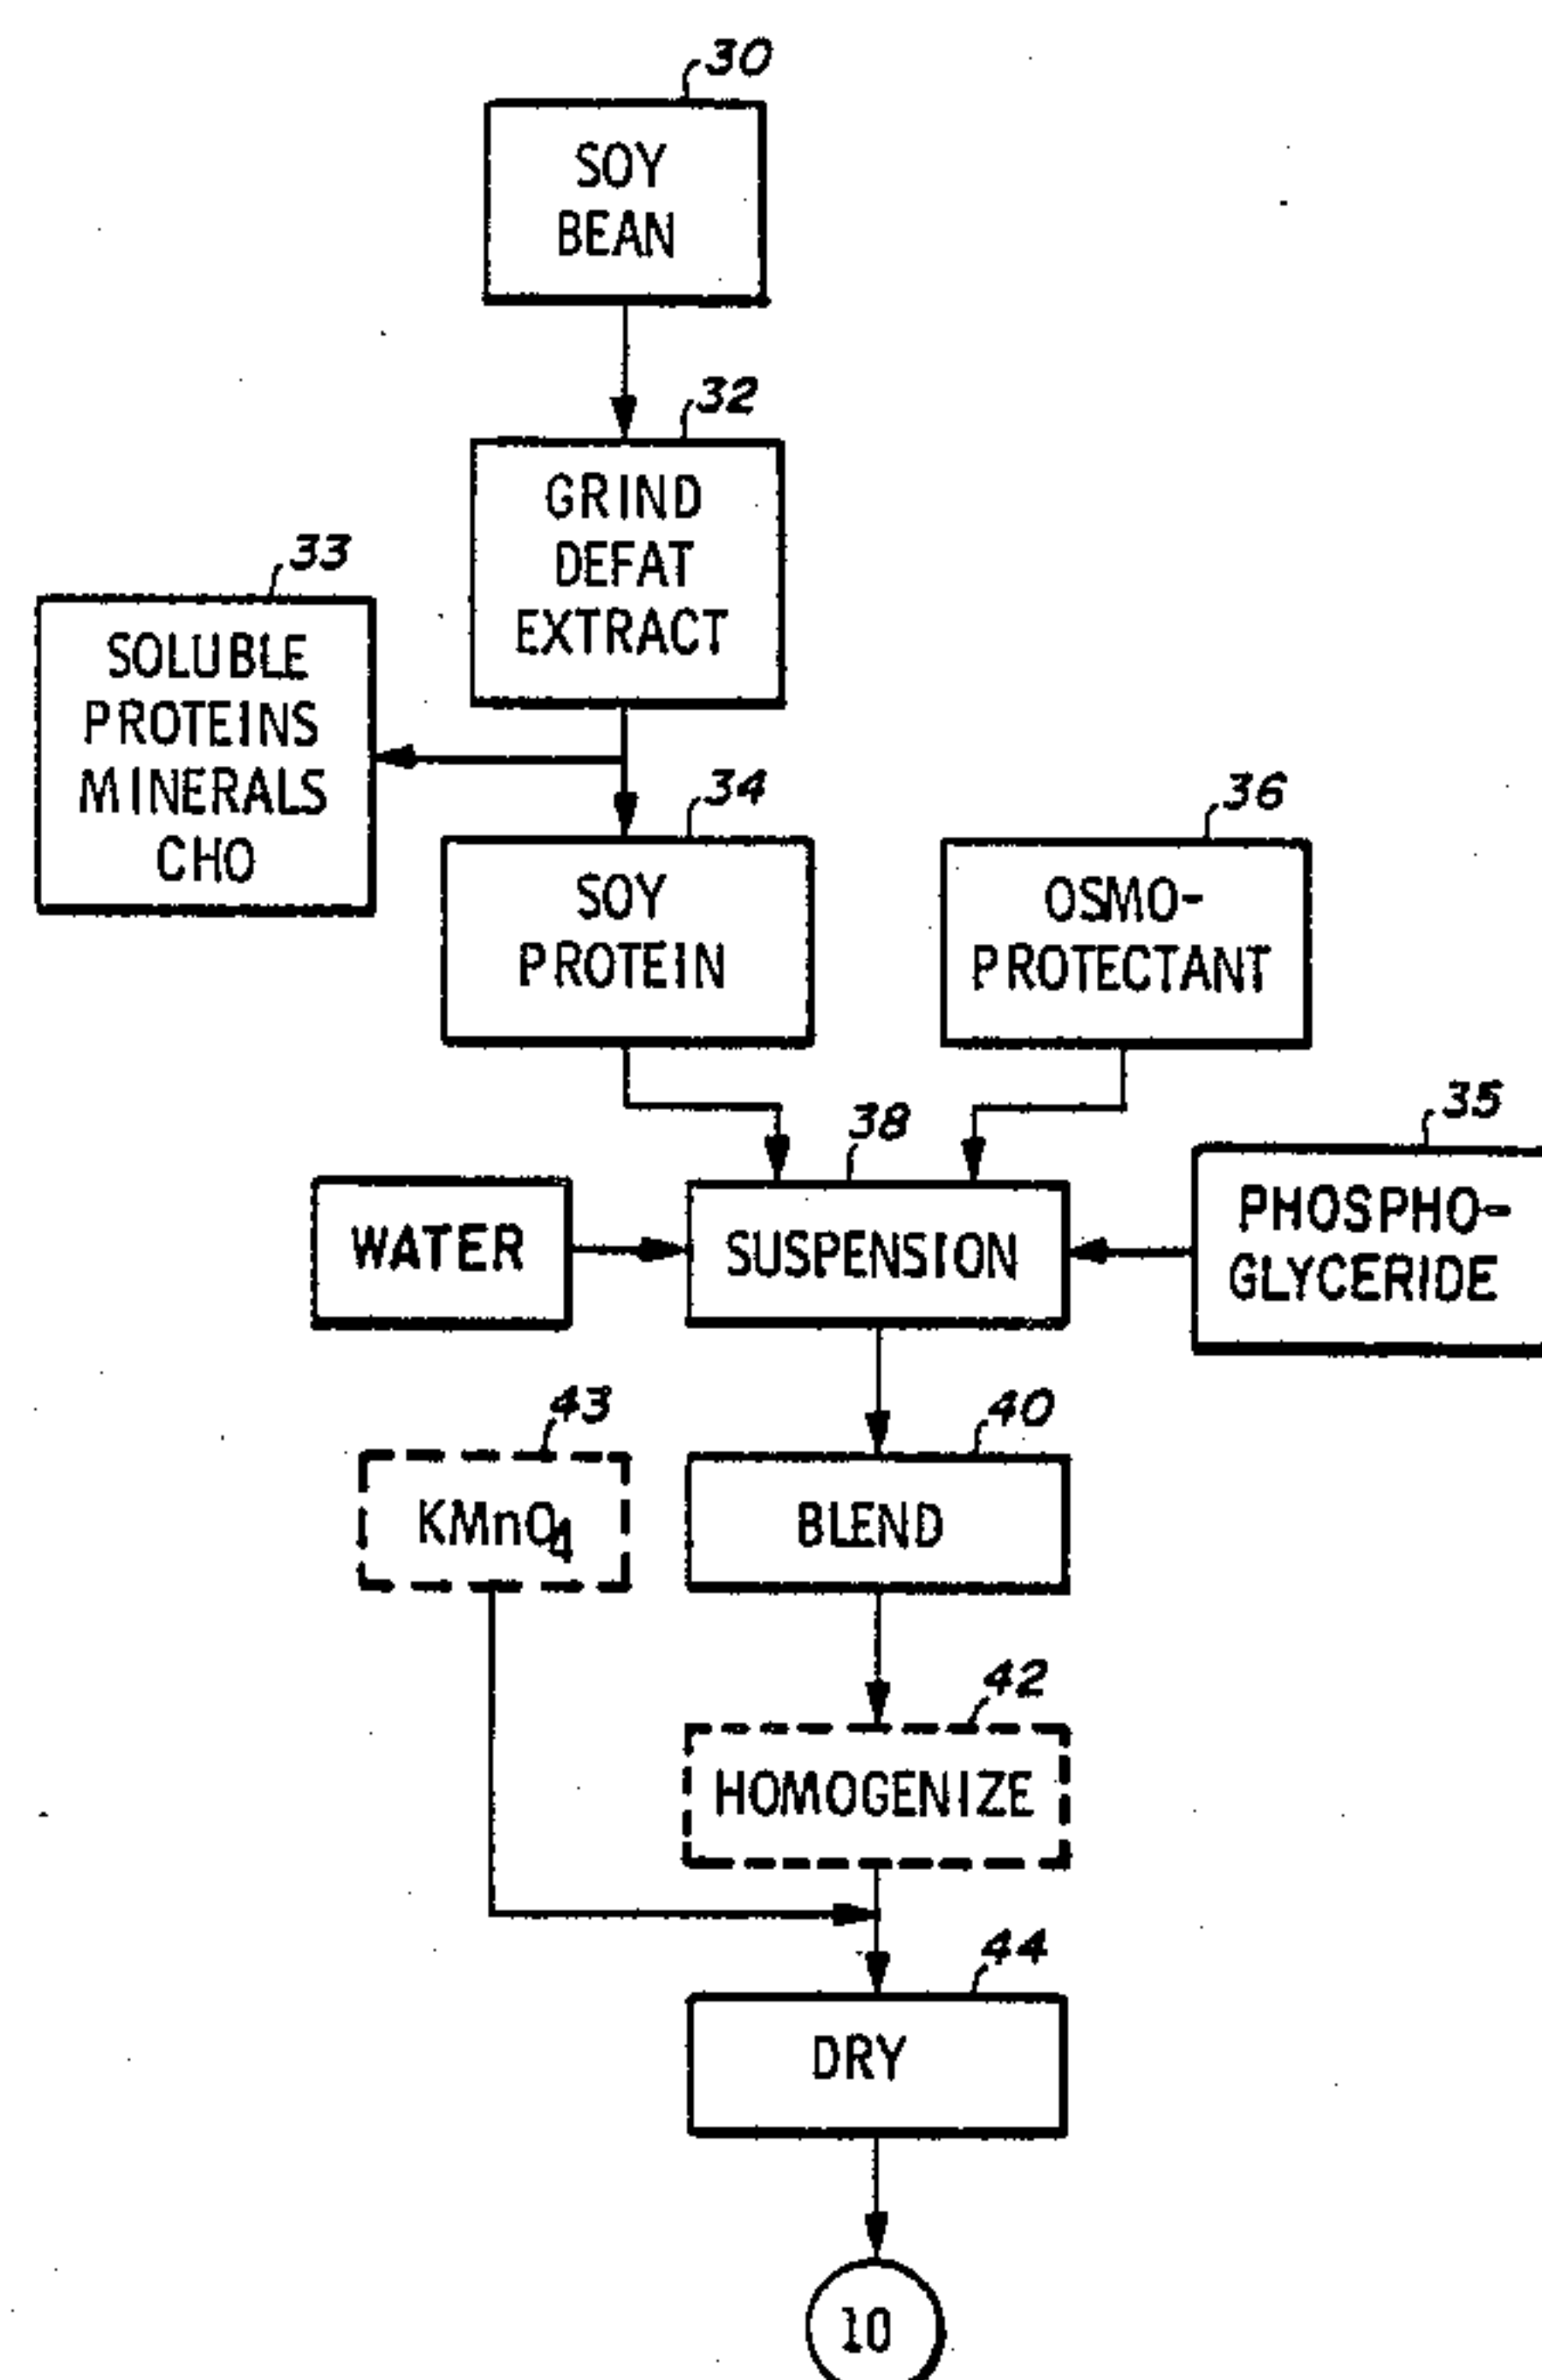 30
SOY
BEAN
32
GRIND
DEFAT
EXTRACT
33
SOLUBLE
PROTEINS
MINERALS
CHO
34
SOY
PROTEIN
36
OSMO-
PROTECTANT
38
SUSPENSION
WATER
35
PHOSPHO-
GLYCERIDE
43
KMnO4
40
BLEND
42
HOMOGENIZE
44
DRY
10